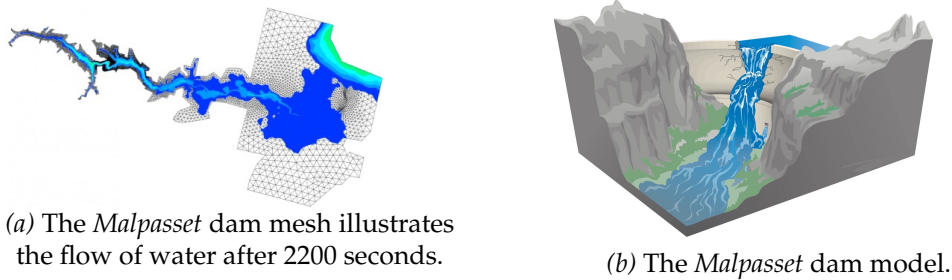 (a) The Malpasset dam mesh illustrates
the flow of water after 2200 seconds.
(b) The Malpasset dam model.